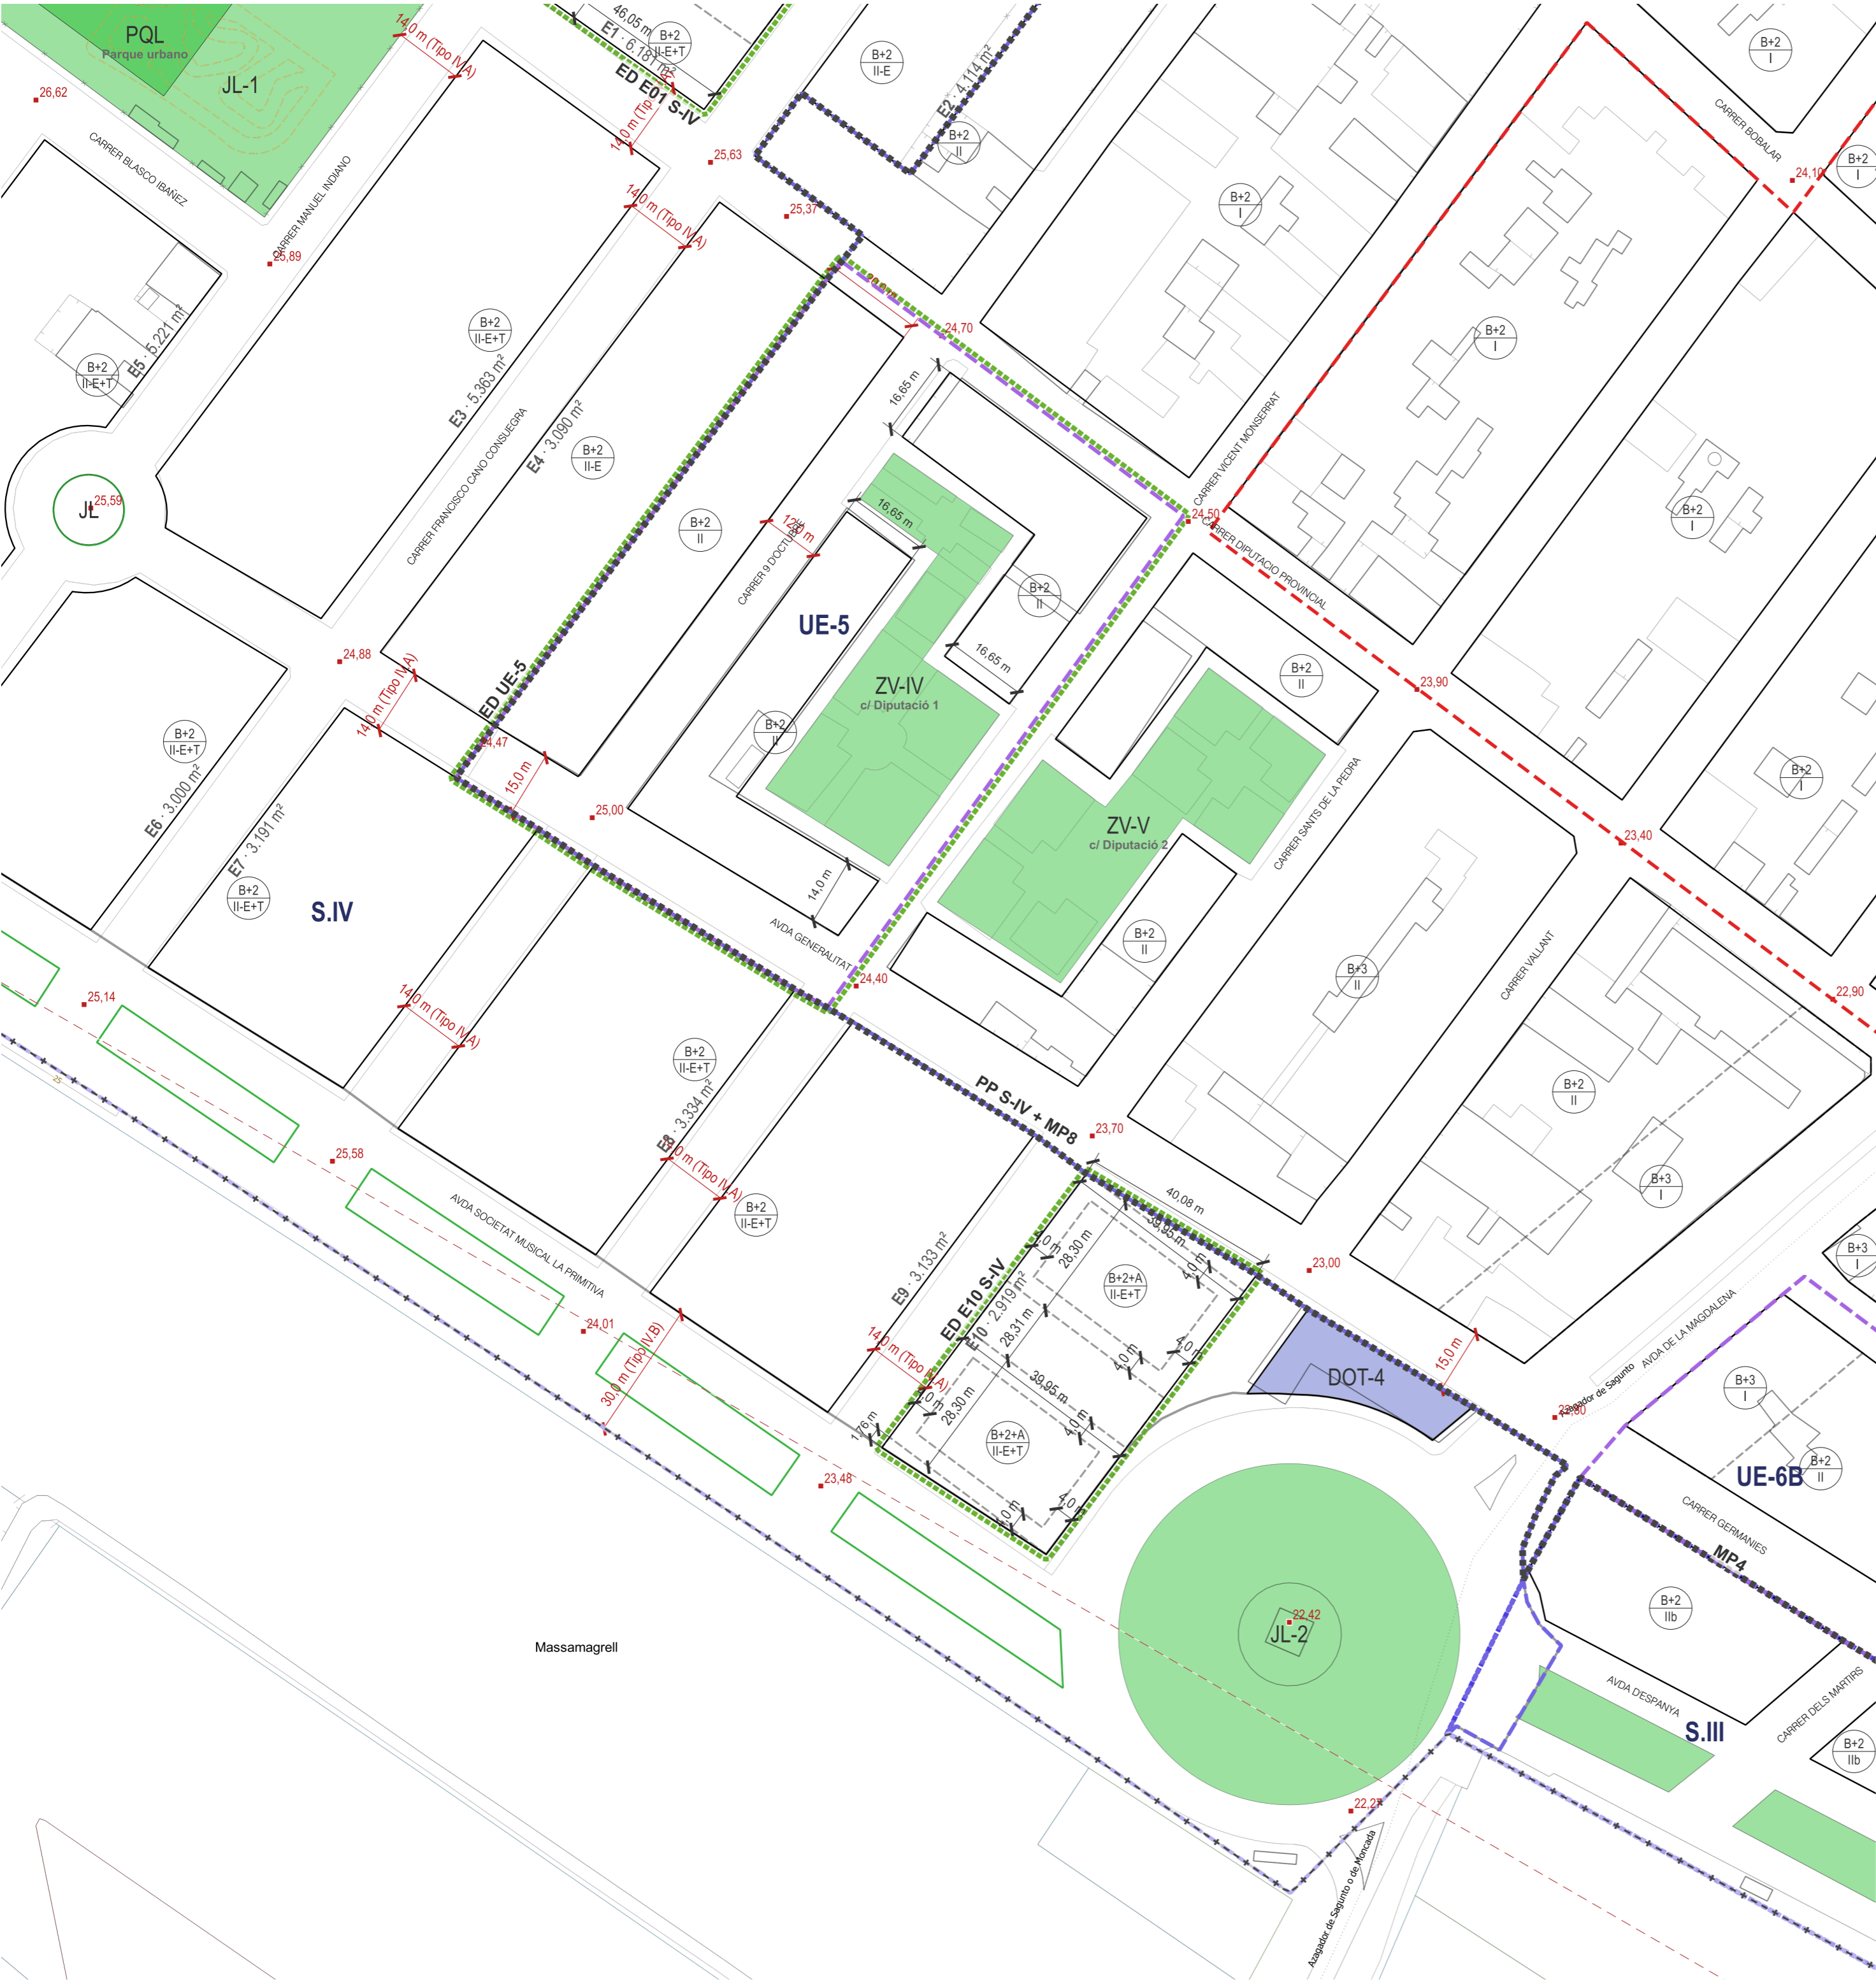 PQL
Parque urbano
JL-1
14,0 m (Tipo IV.A)
46,05 m
E1 · 6.181 m²
B+2
II-E+T
ED E01 S-IV
B+2
II-E
E2 · 4.114 m²
B+2
II
B+2
I
CARRER BOBALAR
24,10
B+2
I
26,62
CARRER BLASCO IBAÑEZ
CARRER MANUEL INDIANO
25,89
25,63
25,37
14,0 m (Tipo IV.A)
B+2
I
E5 · 5.221 m²
B+2
II-E+T
B+2
II-E+T
E3 · 5.363 m²
24,70
B+2
I
16,65 m
CARRER FRANCISCO CANO CONSUEGRA
E4 · 3.090 m²
B+2
II-E
CARRER VICENT MONSERRAT
JL
25,59
B+2
II
12,0 m
16,65 m
CARRER 9 D'OCTUBRE
24,50
CARRER DIPUTACIO PROVINCIAL
B+2
I
B+2
II
UE-5
16,65 m
24,88
14,0 m (Tipo IV.A)
ED UE-5
ZV-IV
c/ Diputació 1
B+2
II
23,90
B+2
II-E+T
E6 · 3.000 m²
24,47
15,0 m
B+2
II
25,00
B+2
I
E7 · 3.191 m²
ZV-V
c/ Diputació 2
CARRER SANTS DE LA PEDRA
23,40
B+2
II-E+T
S.IV
14,0 m
AVDA GENERALITAT
B+2
II
CARRER VALLANT
B+3
II
24,40
25,14
14,0 m (Tipo IV.A)
22,90
B+2
II-E+T
E8 · 3.334 m²
PP S-IV + MP8
B+2
II
23,70
25
25,58
B+3
I
40,08 m
39,95 m
AVDA SOCIETAT MUSICAL LA PRIMITIVA
B+2
II-E+T
E9 · 3.133 m²
28,30 m
4,0 m
B+2+A
II-E+T
23,00
B+3
I
ED E10 S-IV
E10 · 2.919 m²
28,31 m
AVDA DE LA MAGDALENA
24,01
30,0 m (Tipo IV.B)
14,0 m (Tipo IV.A)
4,0 m
4,0 m
15,0 m
DOT-4
39,95 m
28,30 m
4,0 m
B+3
I
1,76 m
B+2+A
II-E+T
UE-6B
B+2
II
23,48
4,0 m
CARRER GERMANIES
MP4
B+2
IIb
22,42
JL-2
Massamagrell
AVDA D'ESPANYA
S.III
CARRER DELS MARTIRS
B+2
IIb
22,27
Azagador de Sagunto o de Moncada